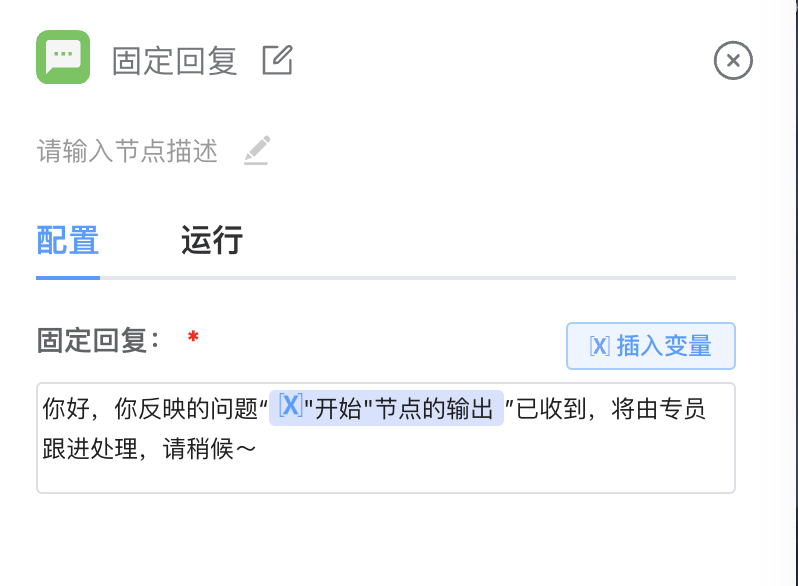 固定回复
请输入节点描述
配置 运行
固定回复： *
[X] 插入变量
你好，你反映的问题“[X]"开始"节点的输出”已收到，将由专员
跟进处理，请稍候～